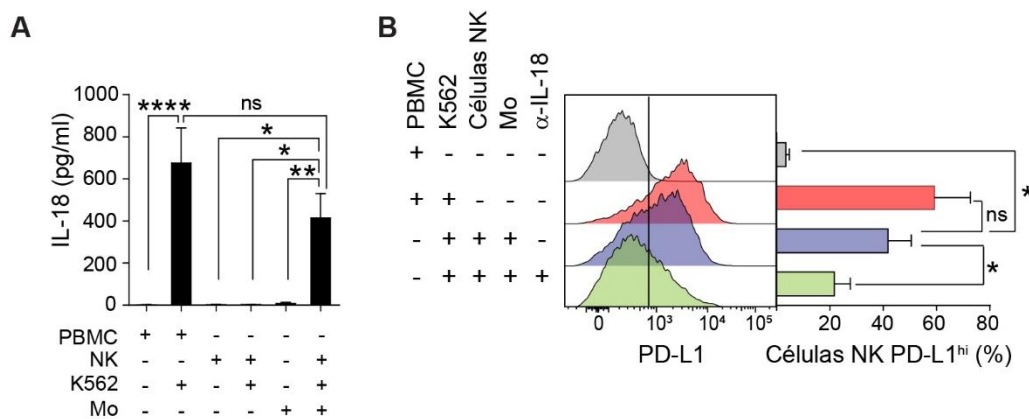 A
IL-18 (pg/ml)
1000
800
600
400
200
0
****
ns
*
*
**
PBMC + + - - - -
NK - - + + - +
K562 - + - + - +
Mo - - - - + +
B
PBMC
K562
Células NK
Mo
α-IL-18
+ - - - -
+ + - - -
- + + + -
- + + + +
0 10³ 10⁴ 10⁵
PD-L1
*
ns
*
20 40 60 80
Células NK PD-L1ʰⁱ (%)